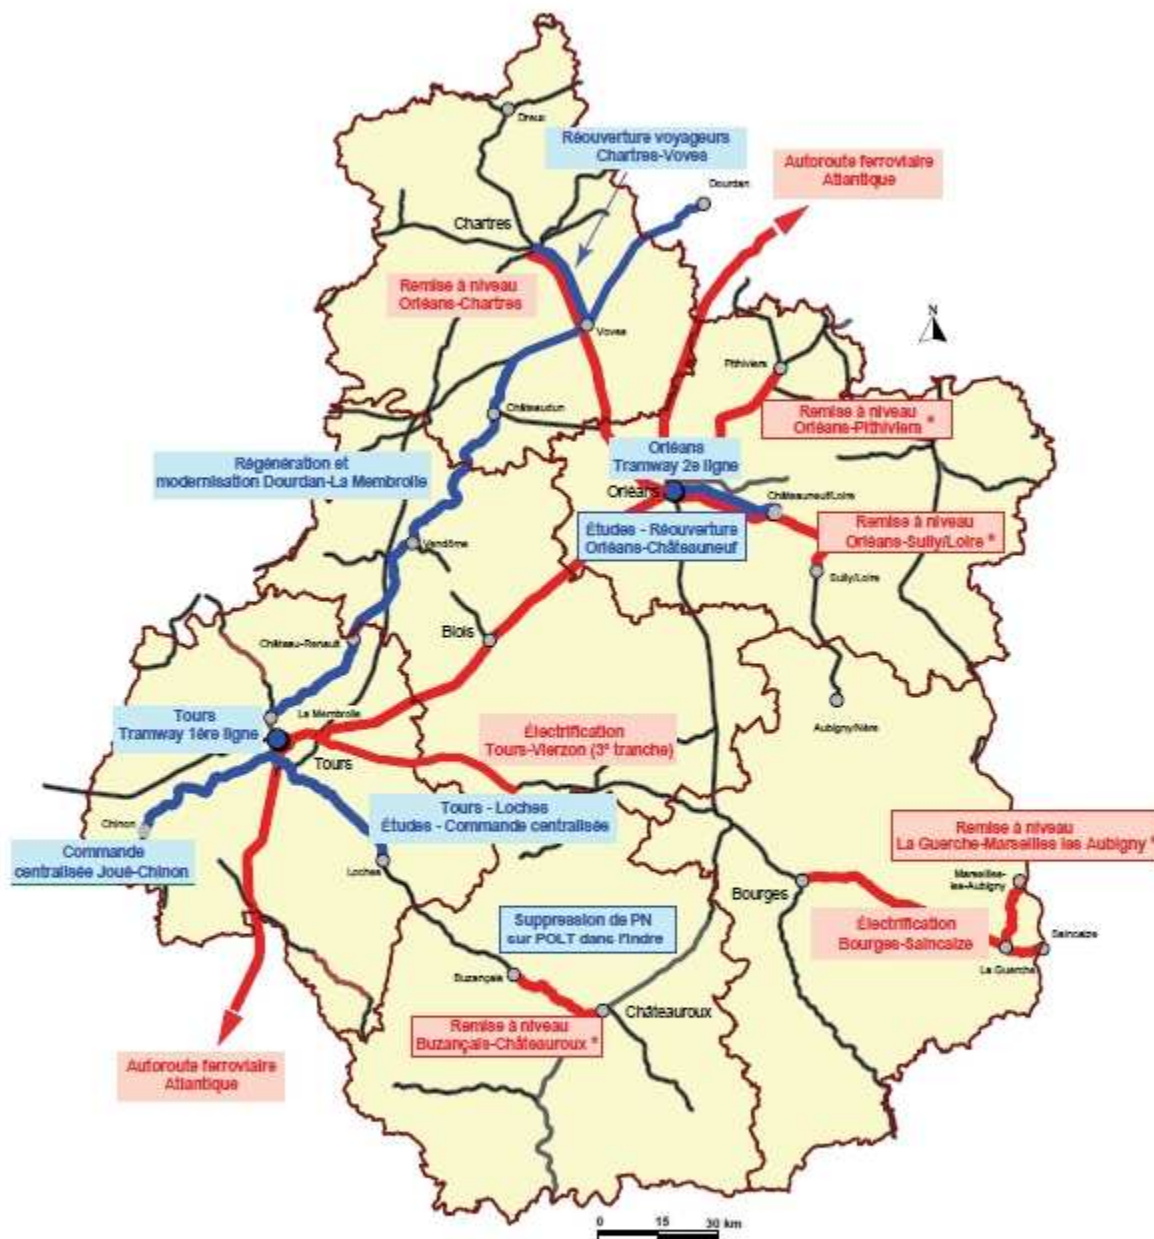 Dreux
Réouverture voyageurs
Chartres-Voves
Autoroute ferroviaire
Atlantique
Dourdan
Chartres
Remise à niveau
Orléans-Chartres
Voves
N
Pithiviers
Châteaudun
Remise à niveau
Orléans-Pithiviers *
Orléans
Tramway 2e ligne
Régénération et
modernisation Dourdan-La Membrolle
Orléans
Châteauneuf/Loire
Études - Réouverture
Orléans-Châteauneuf
Remise à niveau
Orléans-Sully/Loire *
Vendôme
Sully/Loire
Blois
Château-Renault
Aubigny/Nère
La Membrolle
Tours
Tramway 1ère ligne
Électrification
Tours-Vierzon (3e tranche)
Tours
Chinon
Tours - Loches
Études - Commande centralisée
Commande
centralisée Joué-Chinon
Loches
Remise à niveau
La Guerche-Marseilles les Aubigny *
Bourges
Marseilles-
les-Aubigny
Suppression de PN
sur POLT dans l'Indre
Électrification
Bourges-Saincaize
Saincaize
La Guerche
Buzançais
Châteauroux
Remise à niveau
Buzançais-Châteauroux *
Autoroute ferroviaire
Atlantique
0 15 30 km